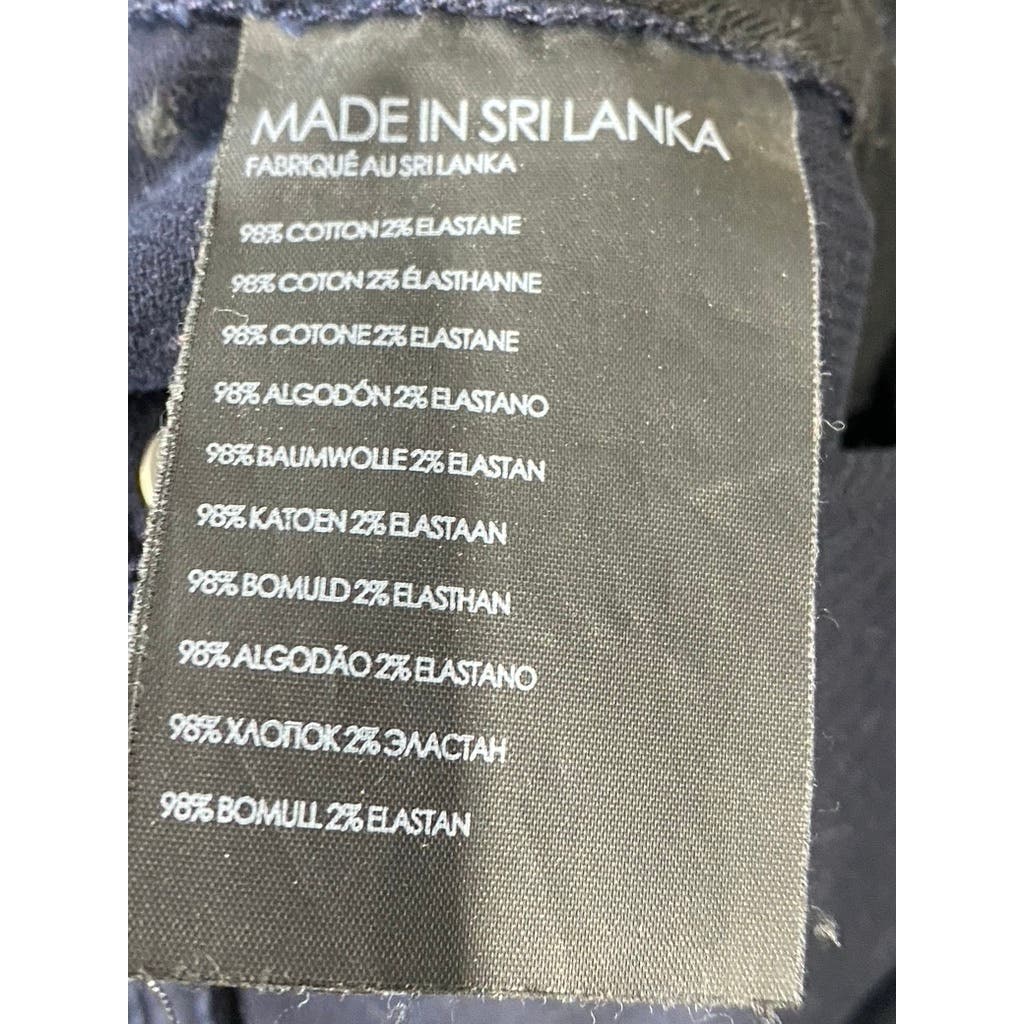 MADE IN SRI LANKA
FABRIQUÉ AU SRI LANKA
98% COTTON 2% ELASTANE
98% COTON 2% ÉLASTHANNE
98% COTONE 2% ELASTANE
98% ALGODÓN 2% ELASTANO
98% BAUMWOLLE 2% ELASTAN
98% KATOEN 2% ELASTAAN
98% BOMULD 2% ELASTHAN
98% ALGODÃO 2% ELASTANO
98% ХЛОПОК 2% ЭЛАСТАН
98% BOMULL 2% ELASTAN